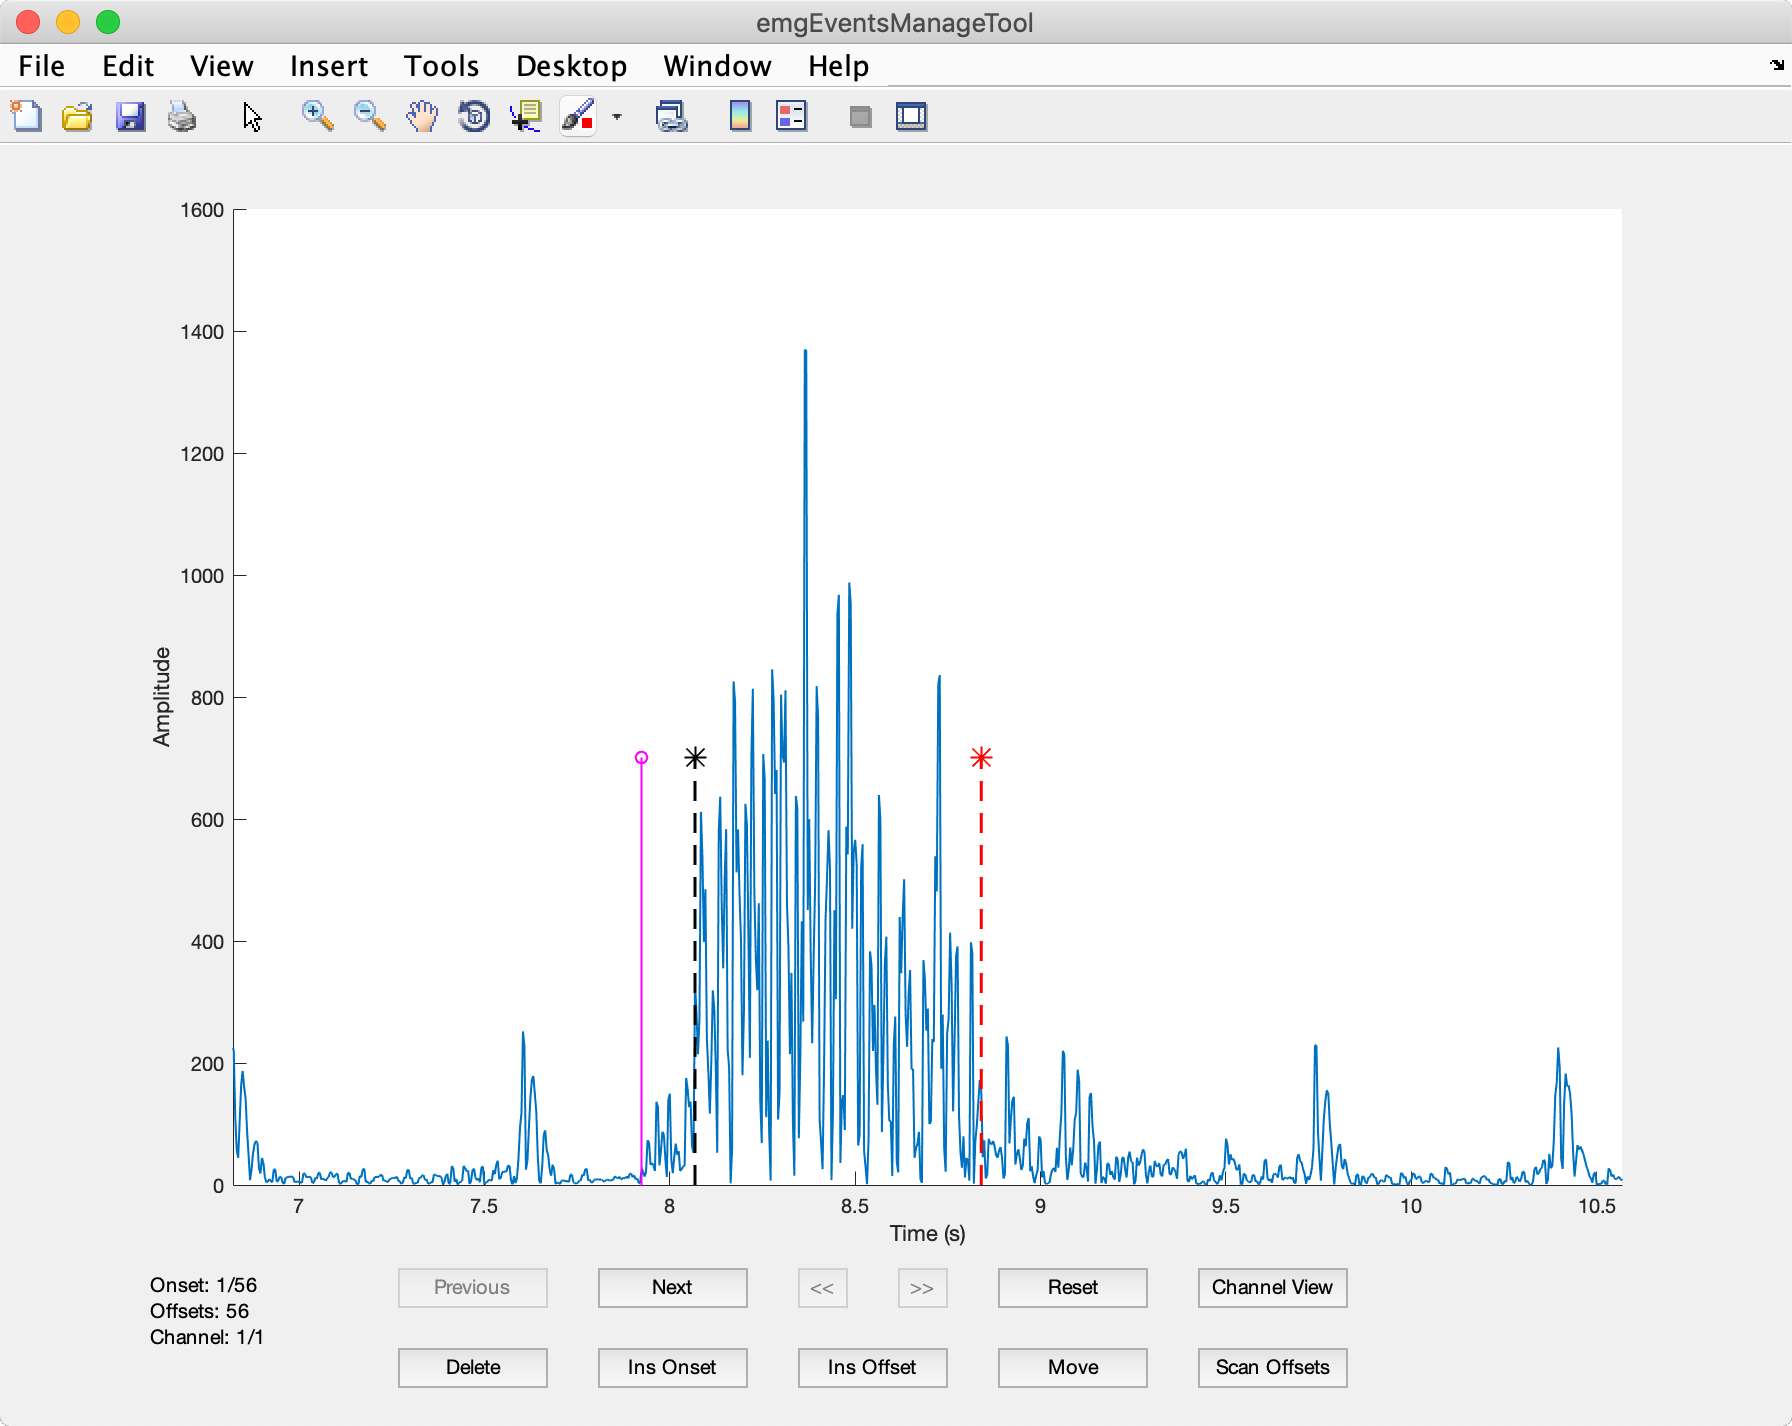 emgEventsManageTool
File Edit View Insert Tools Desktop Window Help
1600
1400
1200
1000
800
600
400
200
0
Amplitude
7 7.5 8 8.5 9 9.5 10 10.5
Time (s)
Onset: 1/56
Offsets: 56
Channel: 1/1
Previous Next << >> Reset Channel View
Delete Ins Onset Ins Offset Move Scan Offsets